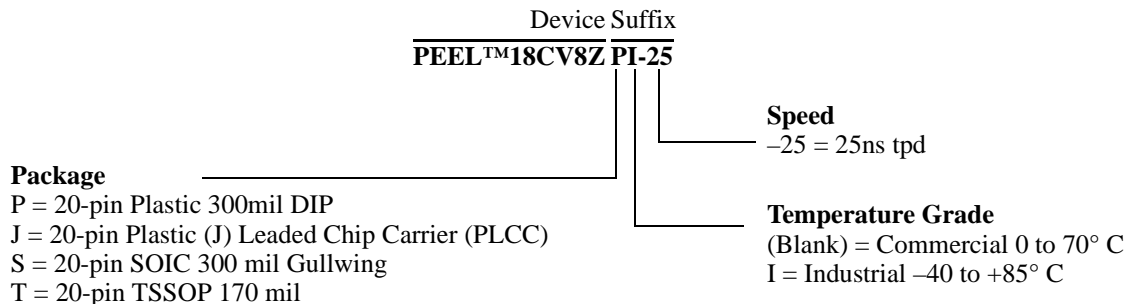 Device Suffix
PEEL™18CV8Z PI-25
Speed
–25 = 25ns tpd
Package
P = 20-pin Plastic 300mil DIP
J = 20-pin Plastic (J) Leaded Chip Carrier (PLCC)
S = 20-pin SOIC 300 mil Gullwing
T = 20-pin TSSOP 170 mil
Temperature Grade
(Blank) = Commercial 0 to 70° C
I = Industrial –40 to +85° C